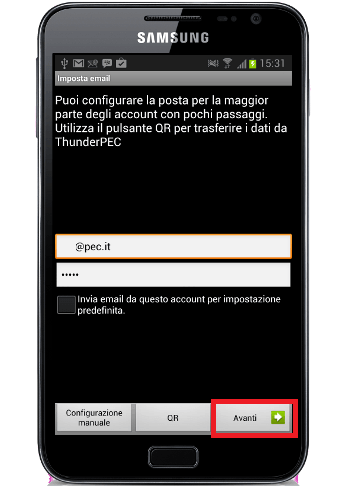 SAMSUNG
15:31
Imposta email
Puoi configurare la posta per la maggior
parte degli account con pochi passaggi.
Utilizza il pulsante QR per trasferire i dati da
ThunderPEC
@pec.it
•••••
Invia email da questo account per impostazione
predefinita.
Configurazione
manuale
QR
Avanti